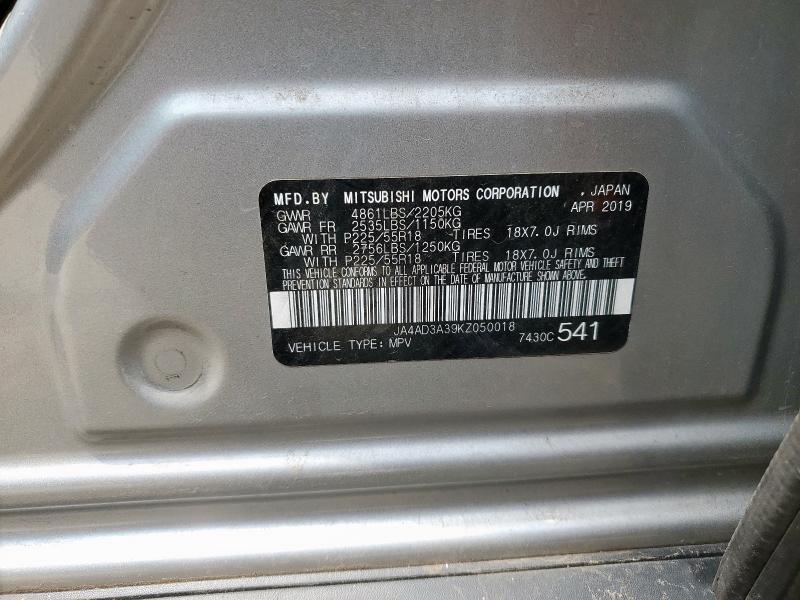 MFD.BY MITSUBISHI MOTORS CORPORATION , JAPAN
GVWR 4861LBS/2205KG APR 2019
GAWR FR 2535LBS/1150KG
WITH P225/55R18 TIRES 18X7.0J RIMS
GAWR RR 2756LBS/1250KG
WITH P225/55R18 TIRES 18X7.0J RIMS
THIS VEHICLE CONFORMS TO ALL APPLICABLE FEDERAL MOTOR VEHICLE SAFETY AND THEFT
PREVENTION STANDARDS IN EFFECT ON THE DATE OF MANUFACTURE SHOWN ABOVE.
JA4AD3A39KZ050018
VEHICLE TYPE: MPV 7430C 541